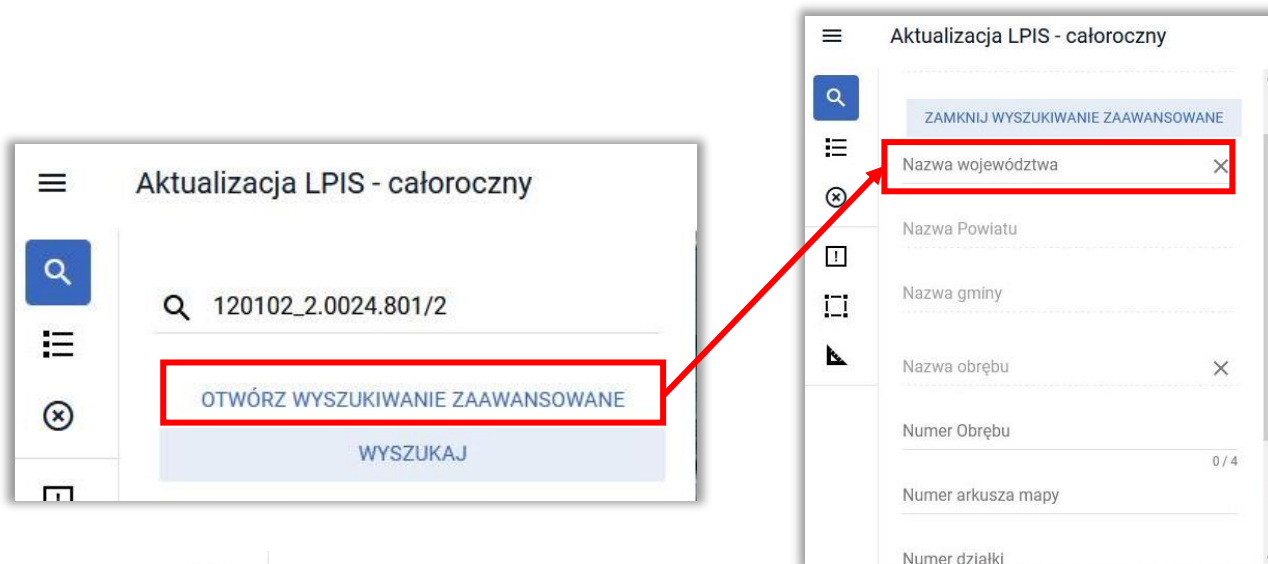 Aktualizacja LPIS - całoroczny
120102_2.0024.801/2
OTWÓRZ WYSZUKIWANIE ZAAWANSOWANE
WYSZUKAJ
Aktualizacja LPIS - całoroczny
ZAMKNIJ WYSZUKIWANIE ZAAWANSOWANE
Nazwa województwa
Nazwa Powiatu
Nazwa gminy
Nazwa obrębu
Numer Obrębu
0 / 4
Numer arkusza mapy
Numer działki